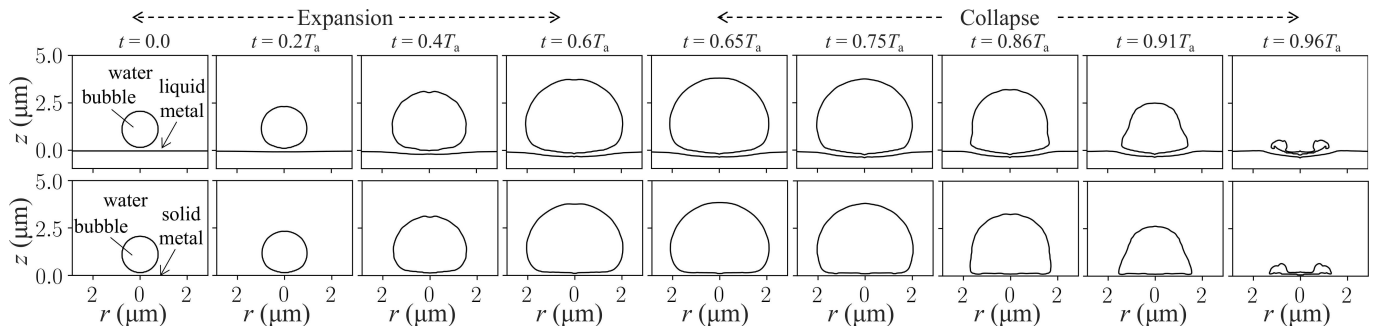 Expansion Collapse
t = 0.0 t = 0.2Ta t = 0.4Ta t = 0.6Ta t = 0.65Ta t = 0.75Ta t = 0.86Ta t = 0.91Ta t = 0.96Ta
5.0
2.5
0.0
z (μm)
water
bubble
liquid
metal
5.0
2.5
0.0
z (μm)
water
bubble
solid
metal
2 0 2 2 0 2 2 0 2 2 0 2 2 0 2 2 0 2 2 0 2 2 0 2 2 0 2
r (μm) r (μm) r (μm) r (μm) r (μm) r (μm) r (μm) r (μm) r (μm)